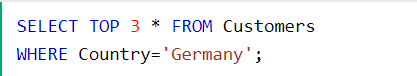 SELECT TOP 3 * FROM Customers
WHERE Country='Germany';